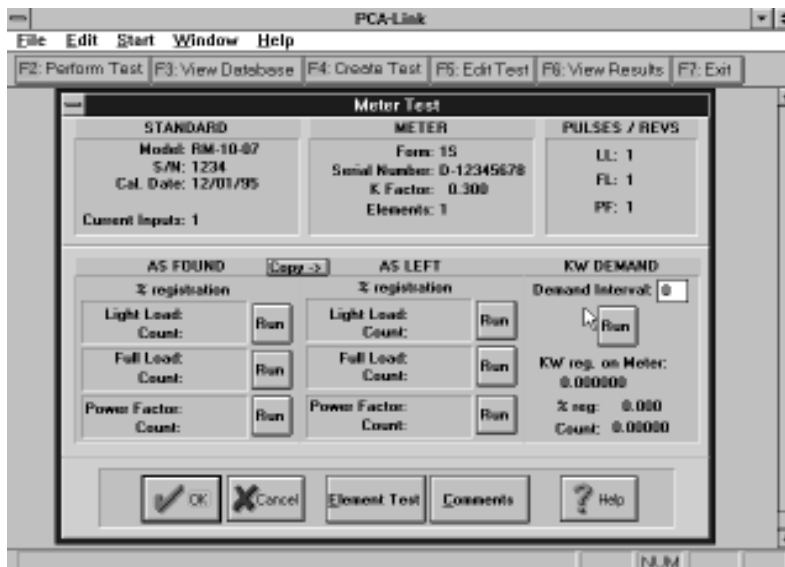 PCA-Link
File Edit Start Window Help
F2: Perform Test F3: View Database F4: Create Test F5: Edit Test F6: View Results F7: Exit
Meter Test
STANDARD METER PULSES / REVS
Model: RM-10-07 Form: 1S LL: 1
S/N: 1234 Serial Number: D-12345678 FL: 1
Cal. Date: 12/01/95 K Factor: 0.300 PF: 1
Current Inputs: 1 Elements: 1
AS FOUND Copy -> AS LEFT KW DEMAND
% registration % registration Demand Interval: 0
Light Load: Run Light Load: Run Run
Count: Count:
Full Load: Run Full Load: Run KW reg. on Meter:
Count: Count: 0.000000
Power Factor: Run Power Factor: Run % reg: 0.000
Count: Count: Count: 0.00000
OK Cancel Element Test Comments Help
NUM